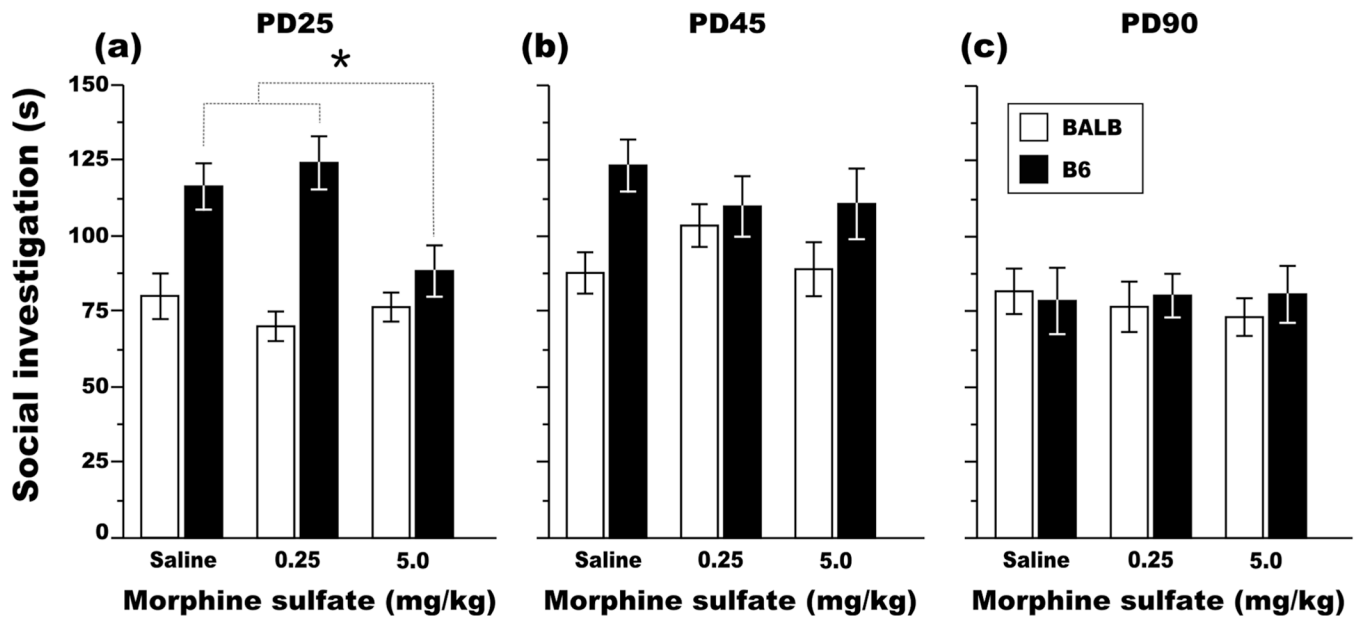 PD25
PD45
PD90
(a)
(b)
(c)
*
Social investigation (s)
150
125
100
75
50
25
0
BALB
B6
Saline 0.25 5.0
Saline 0.25 5.0
Saline 0.25 5.0
Morphine sulfate (mg/kg)
Morphine sulfate (mg/kg)
Morphine sulfate (mg/kg)